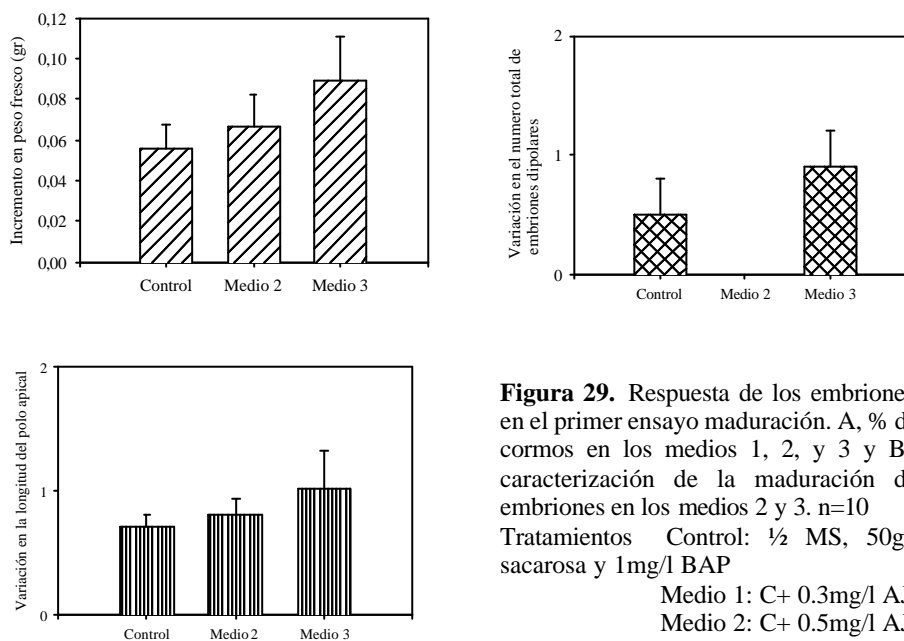 0,12
0,10
0,08
0,06
0,04
0,02
0,00
Incremento en peso fresco (gr)
Control Medio 2 Medio 3
2
1
0
Variación en el numero total de
embriones dipolares
Control Medio 2 Medio 3
2
1
0
Variación en la longitud del polo apical
Control Medio 2 Medio 3
Figura 29. Respuesta de los embrione
en el primer ensayo maduración. A, % d
cormos en los medios 1, 2, y 3 y B
caracterización de la maduración d
embriones en los medios 2 y 3. n=10
Tratamientos Control: ½ MS, 50g
sacarosa y 1mg/l BAP
Medio 1: C+ 0.3mg/l AJ
Medio 2: C+ 0.5mg/l AJ